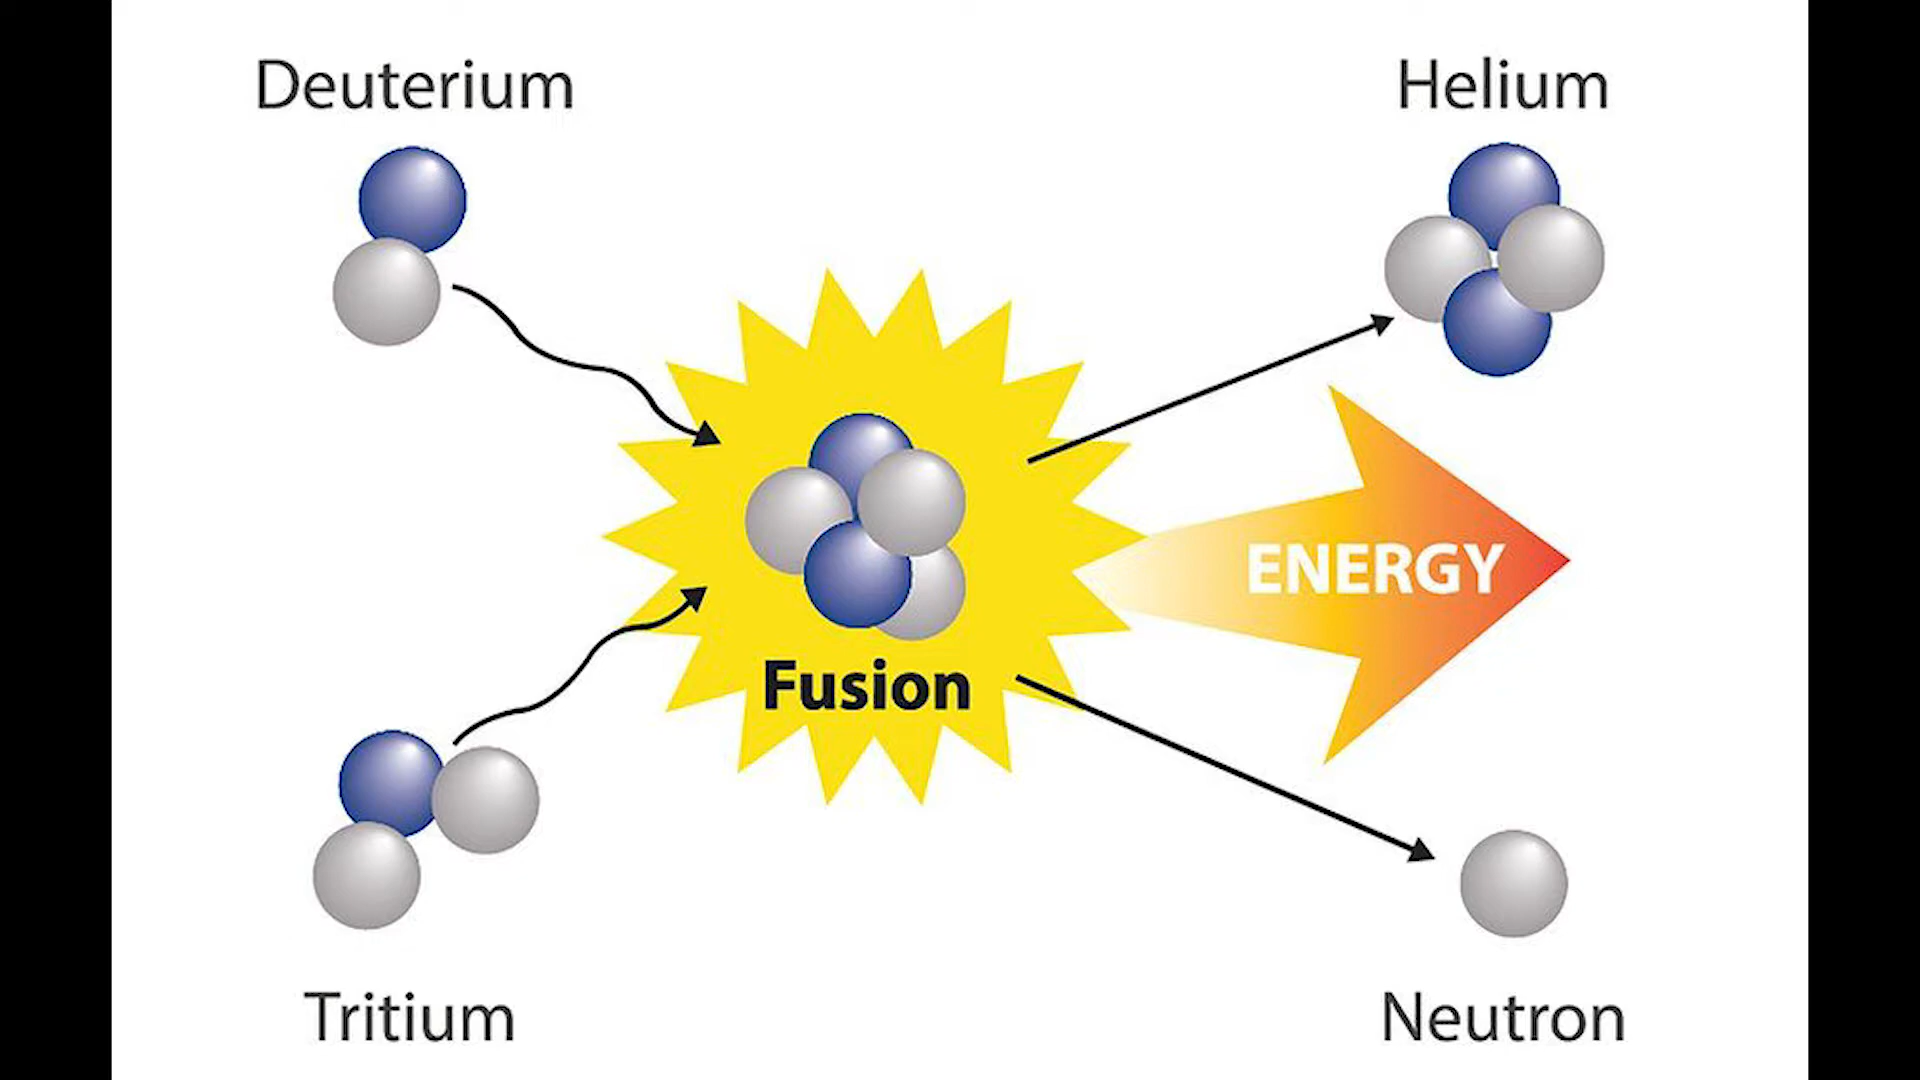 Deuterium
Helium
ENERGY
Fusion
Tritium
Neutron